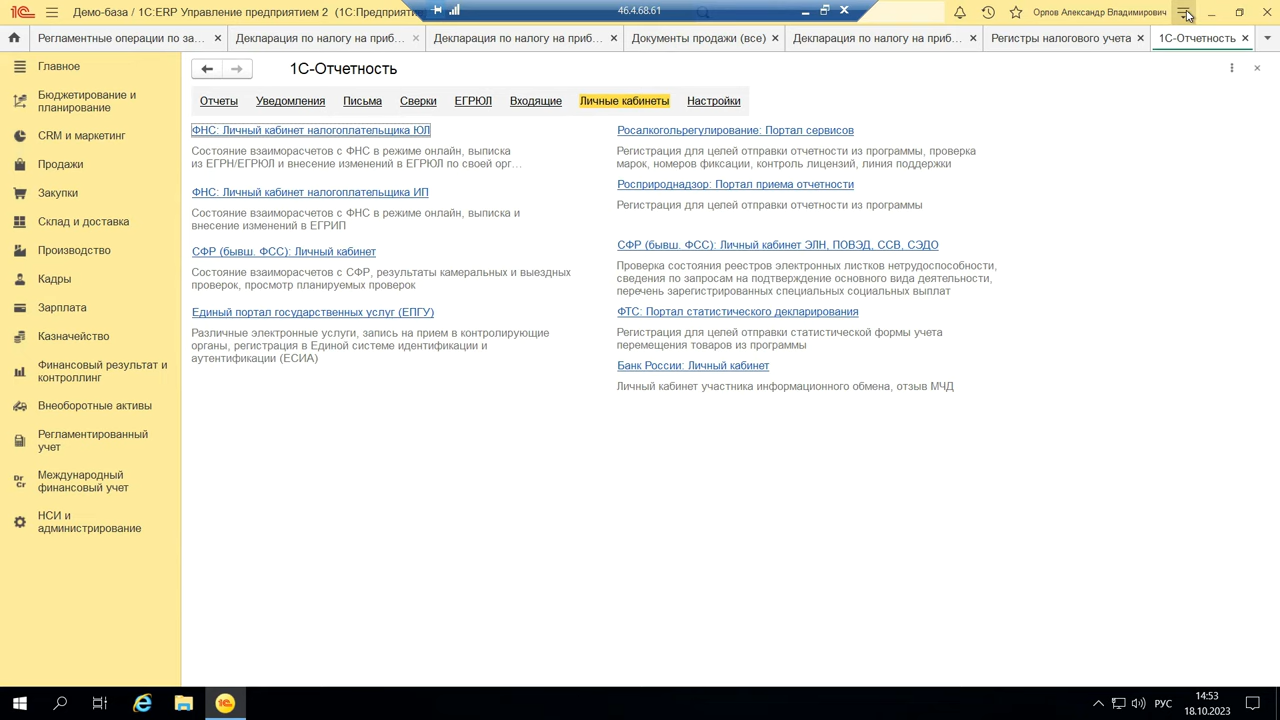 Демо-база / 1С:ERP Управление предприятием 2 (1С:Предприяти
46.4.68.61
Орлов Александр Владимирович
Регламентные операции по за...
Декларация по налогу на приб...
Декларация по налогу на приб...
Документы продажи (все)
Декларация по налогу на приб...
Регистры налогового учета
1С-Отчетность
Главное
Бюджетирование и
планирование
CRM и маркетинг
Продажи
Закупки
Склад и доставка
Производство
Кадры
Зарплата
Казначейство
Финансовый результат и
контроллинг
Внеоборотные активы
Регламентированный
учет
Dr
Cr
Международный
финансовый учет
НСИ и
администрирование
1С-Отчетность
Отчеты
Уведомления
Письма
Сверки
ЕГРЮЛ
Входящие
Личные кабинеты
Настройки
ФНС: Личный кабинет налогоплательщика ЮЛ
Состояние взаиморасчетов с ФНС в режиме онлайн, выписка
из ЕГРН/ЕГРЮЛ и внесение изменений в ЕГРЮЛ по своей орг...
ФНС: Личный кабинет налогоплательщика ИП
Состояние взаиморасчетов с ФНС в режиме онлайн, выписка и
внесение изменений в ЕГРИП
СФР (бывш. ФСС): Личный кабинет
Состояние взаиморасчетов с СФР, результаты камеральных и выездных
проверок, просмотр планируемых проверок
Единый портал государственных услуг (ЕПГУ)
Различные электронные услуги, запись на прием в контролирующие
органы, регистрация в Единой системе идентификации и
аутентификации (ЕСИА)
Росалкогольрегулирование: Портал сервисов
Регистрация для целей отправки отчетности из программы, проверка
марок, номеров фиксации, контроль лицензий, линия поддержки
Росприроднадзор: Портал приема отчетности
Регистрация для целей отправки отчетности из программы
СФР (бывш. ФСС): Личный кабинет ЭЛН, ПОВЭД, ССВ, СЭДО
Проверка состояния реестров электронных листков нетрудоспособности,
сведения по запросам на подтверждение основного вида деятельности,
перечень зарегистрированных специальных социальных выплат
ФТС: Портал статистического декларирования
Регистрация для целей отправки статистической формы учета
перемещения товаров из программы
Банк России: Личный кабинет
Личный кабинет участника информационного обмена, отзыв МЧД
РУС
14:53
18.10.2023